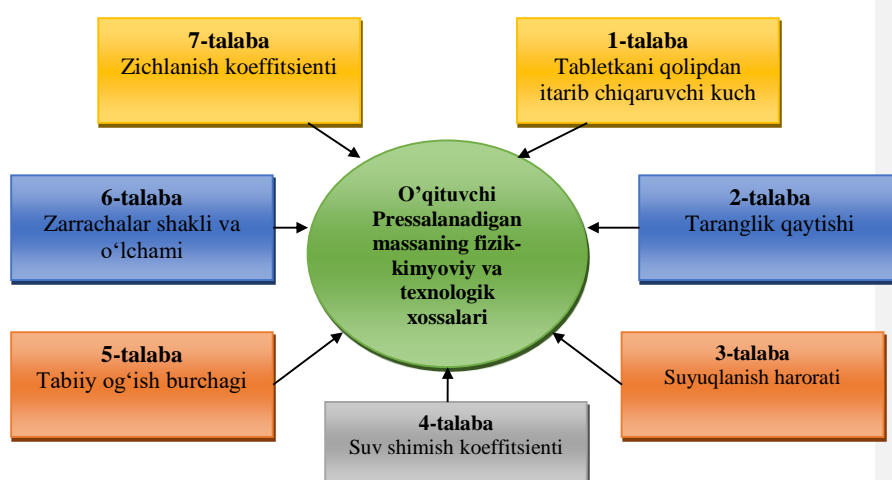 7-talaba
Zichlanish koeffitsienti
1-talaba
Tabletkani qolipdan
itarib chiqaruvchi kuch
6-talaba
Zarrachalar shakli va
o‘lchami
O’qituvchi
Pressalanadigan
massaning fizik-
kimyoviy va
texnologik
xossalari
2-talaba
Taranglik qaytishi
5-talaba
Tabiiy og‘ish burchagi
3-talaba
Suyuqlanish harorati
4-talaba
Suv shimish koeffitsienti